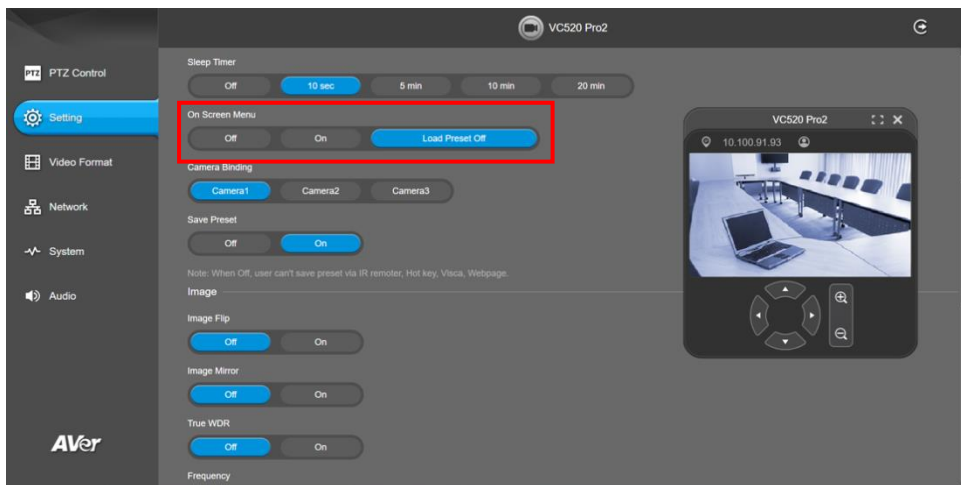 VC520 Pro2
PTZ PTZ Control
Setting
Video Format
Network
System
Audio
AVer
Sleep Timer
Off 10 sec 5 min 10 min 20 min
On Screen Menu
Off On Load Preset Off
Camera Binding
Camera1 Camera2 Camera3
Save Preset
Off On
Note: When Off, user can't save preset via IR remoter, Hot key, Visca, Webpage.
Image
Image Flip
Off On
Image Mirror
Off On
True WDR
Off On
Frequency
VC520 Pro2
10.100.91.93